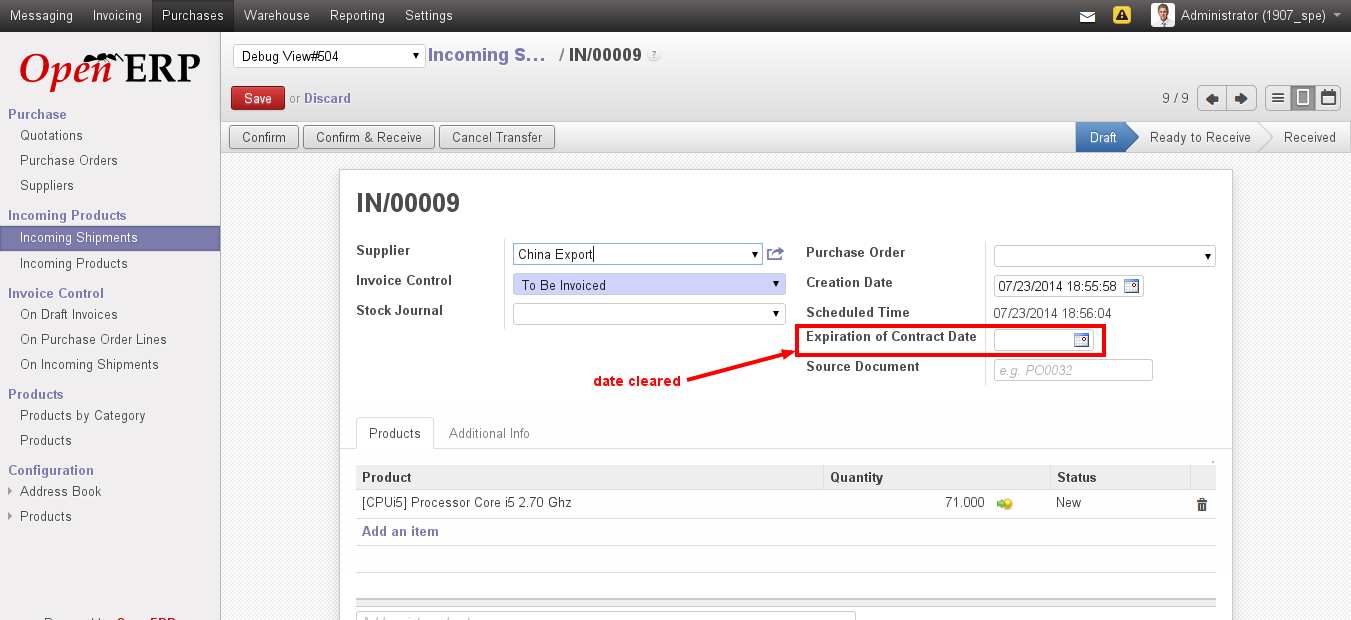 Messaging Invoicing Purchases Warehouse Reporting Settings Administrator (1907_spe)
OpenERP
Debug View#504 Incoming S... / IN/00009 ?
Save or Discard 9 / 9
Confirm Confirm & Receive Cancel Transfer Draft Ready to Receive Received
Purchase
Quotations
Purchase Orders
Suppliers
Incoming Products
Incoming Shipments
Incoming Products
Invoice Control
On Draft Invoices
On Purchase Order Lines
On Incoming Shipments
Products
Products by Category
Products
Configuration
Address Book
Products
IN/00009
Supplier China Export
Invoice Control To Be Invoiced
Stock Journal
Purchase Order
Creation Date 07/23/2014 18:55:58
Scheduled Time 07/23/2014 18:56:04
Expiration of Contract Date
date cleared
Source Document e.g. PO0032
Products Additional Info
Product Quantity Status
[CPUi5] Processor Core i5 2.70 Ghz 71.000 New
Add an item